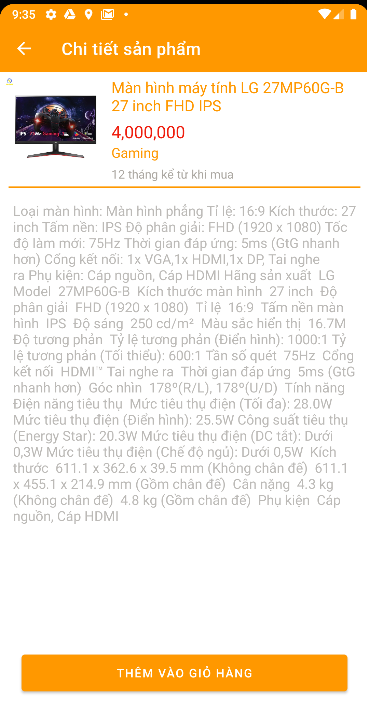 9:35
Chi tiết sản phẩm
Màn hình máy tính LG 27MP60G-B
27 inch FHD IPS
4,000,000
Gaming
12 tháng kể từ khi mua
Loại màn hình: Màn hình phẳng Tỉ lệ: 16:9 Kích thước: 27
inch Tấm nền: IPS Độ phân giải: FHD (1920 x 1080) Tốc
độ làm mới: 75Hz Thời gian đáp ứng: 5ms (GtG nhanh
hơn) Cổng kết nối: 1x VGA,1x HDMI,1x DP, Tai nghe
ra Phụ kiện: Cáp nguồn, Cáp HDMI Hãng sản xuất  LG
Model  27MP60G-B  Kích thước màn hình  27 inch  Độ
phân giải  FHD (1920 x 1080)  Tỉ lệ  16:9  Tấm nền màn
hình  IPS  Độ sáng  250 cd/m²  Màu sắc hiển thị  16.7M
Độ tương phản  Tỷ lệ tương phản (Điển hình): 1000:1 Tỷ
lệ tương phản (Tối thiểu): 600:1 Tần số quét  75Hz  Cổng
kết nối  HDMI ™ Tai nghe ra  Thời gian đáp ứng  5ms (GtG
nhanh hơn)  Góc nhìn  178º(R/L), 178º(U/D)  Tính năng
Điện năng tiêu thụ  Mức tiêu thụ điện (Tối đa): 28.0W
Mức tiêu thụ điện (Điển hình): 25.5W Công suất tiêu thụ
(Energy Star): 20.3W Mức tiêu thụ điện (DC tắt): Dưới
0,3W Mức tiêu thụ điện (Chế độ ngủ): Dưới 0,5W  Kích
thước  611.1 x 362.6 x 39.5 mm (Không chân đế)  611.1
x 455.1 x 214.9 mm (Gồm chân đế)  Cân nặng  4.3 kg
(Không chân đế)  4.8 kg (Gồm chân đế)  Phụ kiện  Cáp
nguồn, Cáp HDMI
THÊM VÀO GIỎ HÀNG